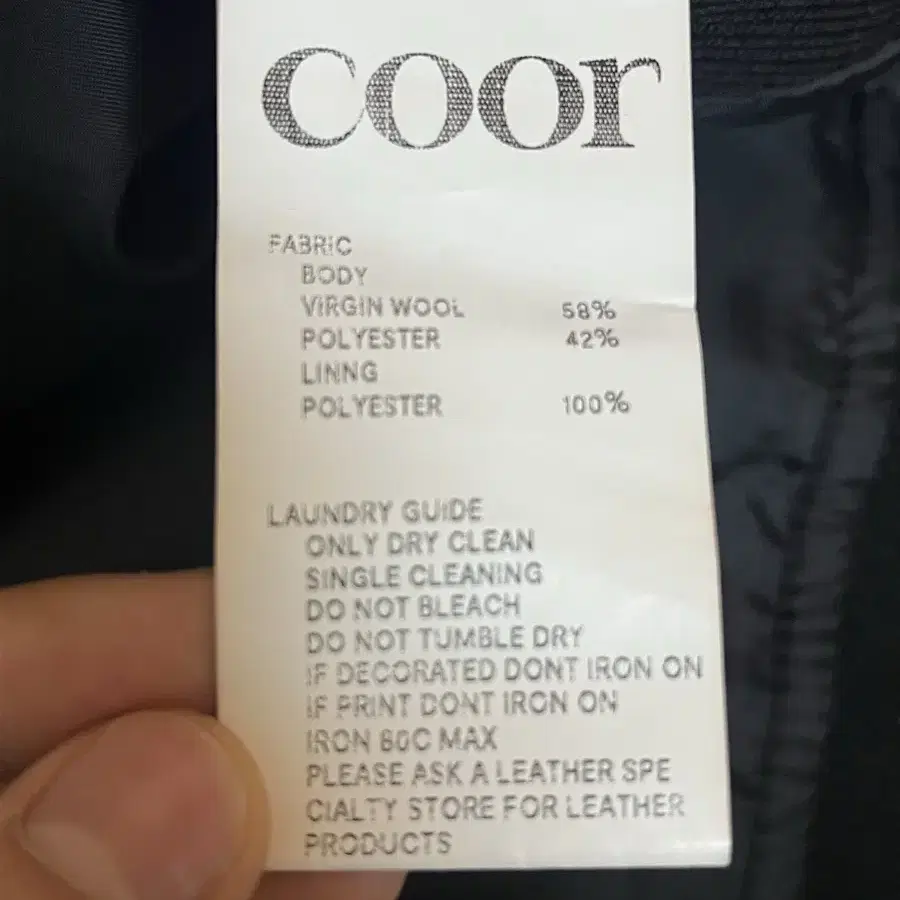 coor
FABRIC
BODY
VIRGIN WOOL 58%
POLYESTER 42%
LINNG
POLYESTER 100%
LAUNDRY GUIDE
ONLY DRY CLEAN
SINGLE CLEANING
DO NOT BLEACH
DO NOT TUMBLE DRY
IF DECORATED DONT IRON ON
IF PRINT DONT IRON ON
IRON 80C MAX
PLEASE ASK A LEATHER SPE
CIALTY STORE FOR LEATHER
PRODUCTS